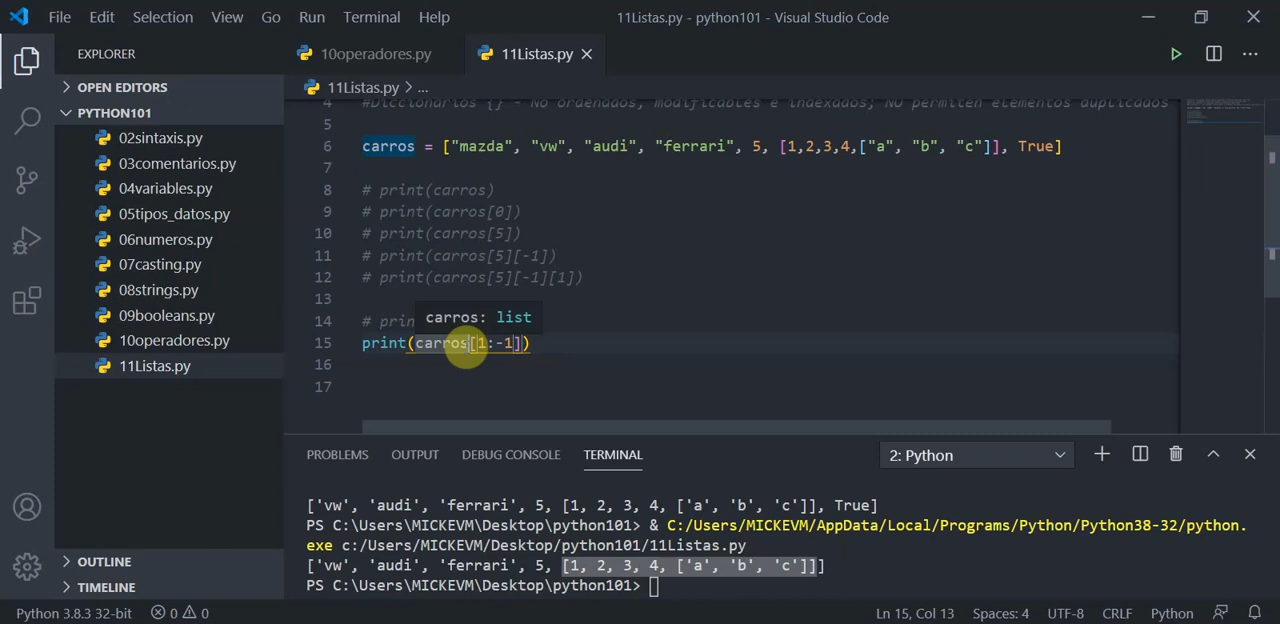 File Edit Selection View Go Run Terminal Help 11Listas.py - python101 - Visual Studio Code
EXPLORER
OPEN EDITORS
PYTHON101
02sintaxis.py
03comentarios.py
04variables.py
05tipos_datos.py
06numeros.py
07casting.py
08strings.py
09booleans.py
10operadores.py
11Listas.py
OUTLINE
TIMELINE
10operadores.py 11Listas.py
11Listas.py > ...
4 #Diccionarios {} - No ordenados, modificables e indexados, NO permiten elementos duplicados
5
6 carros = ["mazda", "vw", "audi", "ferrari", 5, [1,2,3,4,["a", "b", "c"]], True]
7
8 # print(carros)
9 # print(carros[0])
10 # print(carros[5])
11 # print(carros[5][-1])
12 # print(carros[5][-1][1])
13
carros: list
14 # prin
15 print(carros[1:-1])
16
17
PROBLEMS OUTPUT DEBUG CONSOLE TERMINAL 2: Python
['vw', 'audi', 'ferrari', 5, [1, 2, 3, 4, ['a', 'b', 'c']], True]
PS C:\Users\MICKEVM\Desktop\python101> & C:/Users/MICKEVM/AppData/Local/Programs/Python/Python38-32/python.
exe c:/Users/MICKEVM/Desktop/python101/11Listas.py
['vw', 'audi', 'ferrari', 5, [1, 2, 3, 4, ['a', 'b', 'c']]]
PS C:\Users\MICKEVM\Desktop\python101>
Python 3.8.3 32-bit 0 0 Ln 15, Col 13 Spaces: 4 UTF-8 CRLF Python